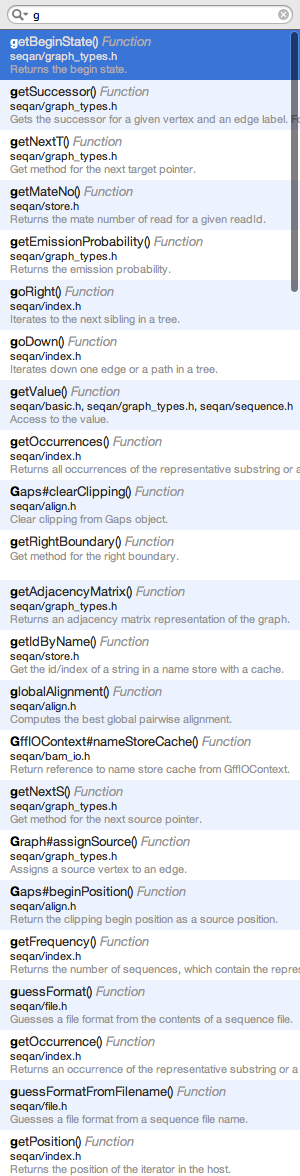 g
getBeginState() Function
seqan/graph_types.h
Returns the begin state.
getSuccessor() Function
seqan/graph_types.h
Gets the successor for a given vertex and an edge label. Fo
getNextT() Function
seqan/graph_types.h
Get method for the next target pointer.
getMateNo() Function
seqan/store.h
Returns the mate number of read for a given readId.
getEmissionProbability() Function
seqan/graph_types.h
Returns the emission probability.
goRight() Function
seqan/index.h
Iterates to the next sibling in a tree.
goDown() Function
seqan/index.h
Iterates down one edge or a path in a tree.
getValue() Function
seqan/basic.h, seqan/graph_types.h, seqan/sequence.h
Access to the value.
getOccurrences() Function
seqan/index.h
Returns all occurrences of the representative substring or a
Gaps#clearClipping() Function
seqan/align.h
Clear clipping from Gaps object.
getRightBoundary() Function
Get method for the right boundary.
getAdjacencyMatrix() Function
seqan/graph_types.h
Returns an adjacency matrix representation of the graph.
getIdByName() Function
seqan/store.h
Get the id/index of a string in a name store with a cache.
globalAlignment() Function
seqan/align.h
Computes the best global pairwise alignment.
GffIOContext#nameStoreCache() Function
seqan/bam_io.h
Return reference to name store cache from GffIOContext.
getNextS() Function
seqan/graph_types.h
Get method for the next source pointer.
Graph#assignSource() Function
seqan/graph_types.h
Assigns a source vertex to an edge.
Gaps#beginPosition() Function
seqan/align.h
Return the clipping begin position as a source position.
getFrequency() Function
seqan/index.h
Returns the number of sequences, which contain the repres
guessFormat() Function
seqan/file.h
Guesses a file format from the contents of a sequence file.
getOccurrence() Function
seqan/index.h
Returns an occurrence of the representative substring or a
guessFormatFromFilename() Function
seqan/file.h
Guesses a file format from a sequence file name.
getPosition() Function
seqan/index.h
Returns the position of the iterator in the host.